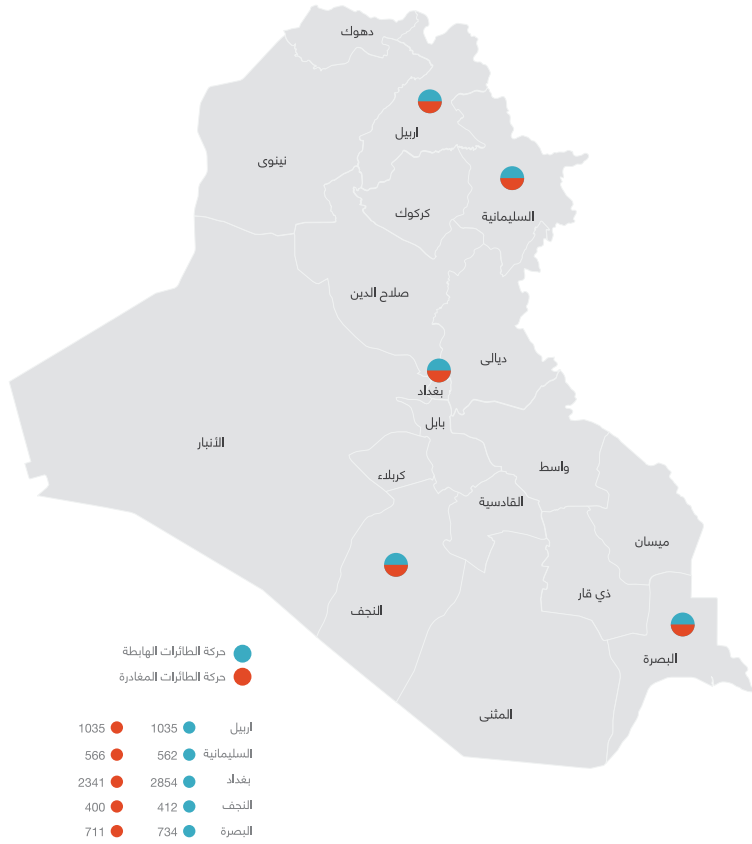 دهوك
اربيل
نينوى
السليمانية
كركوك
صلاح الدين
ديالى
بغداد
بابل
الأنبار
واسط
كربلاء
القادسية
ميسان
ذي قار
النجف
البصرة
المثنى
حركة الطائرات الهابطة
حركة الطائرات المغادرة
اربيل 1035 1035
السليمانية 562 566
بغداد 2854 2341
النجف 412 400
البصرة 734 711